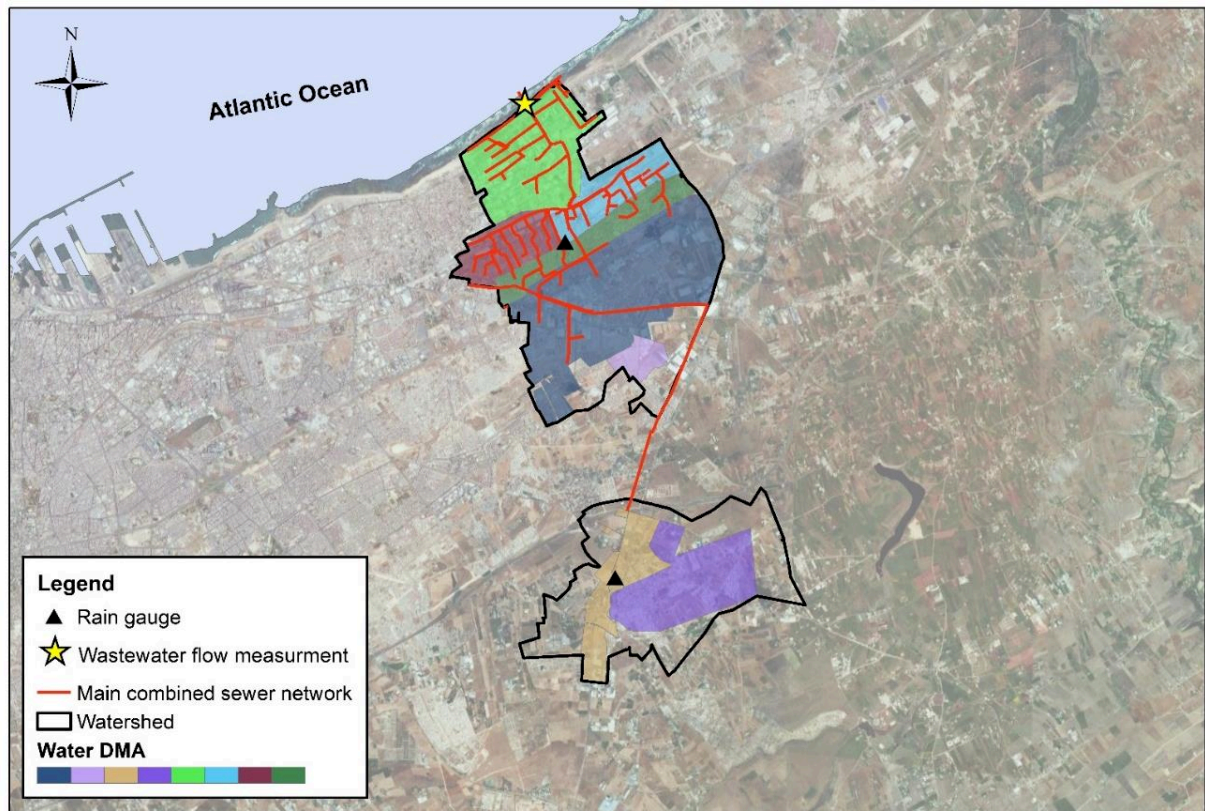 N
Atlantic Ocean
Legend
Rain gauge
Wastewater flow measurment
Main combined sewer network
Watershed
Water DMA